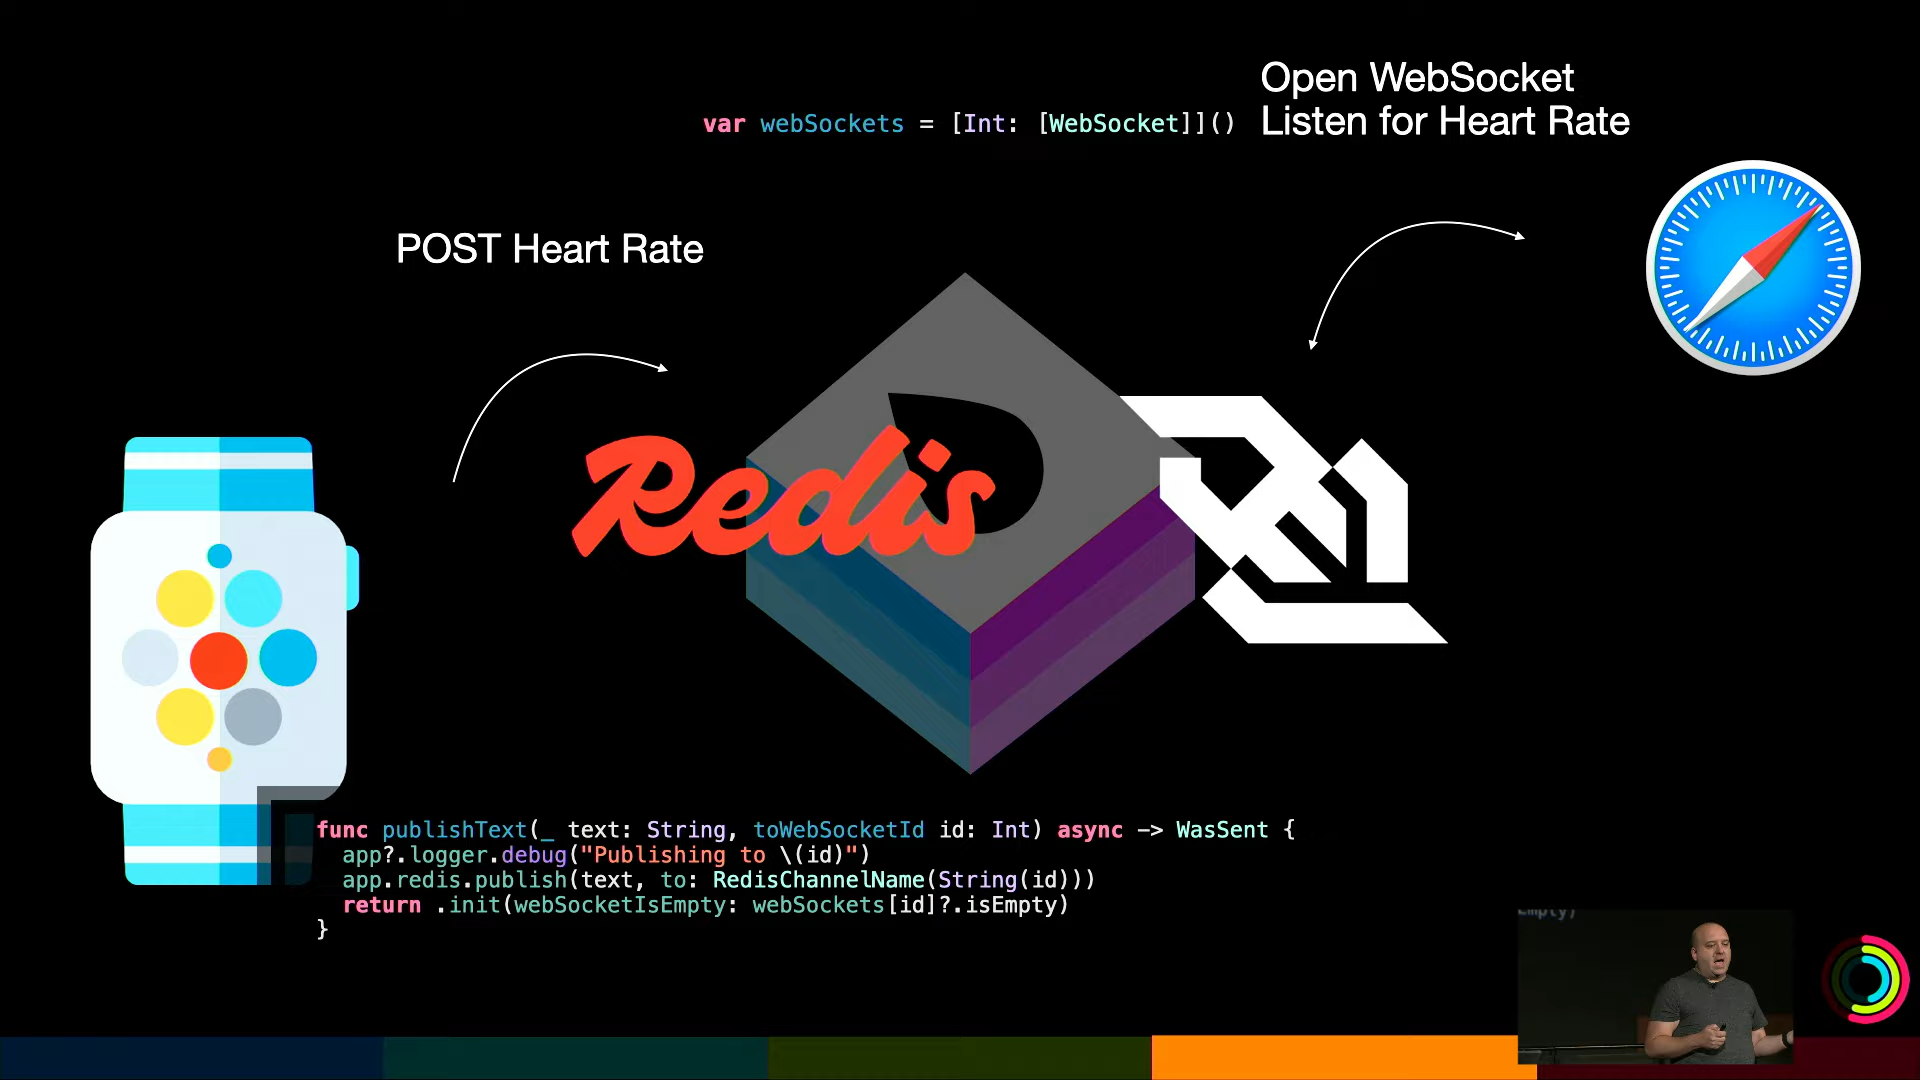 Open WebSocket
Listen for Heart Rate
var webSockets = [Int: [WebSocket]]()
POST Heart Rate
Redis
func publishText(_ text: String, toWebSocketId id: Int) async -> WasSent {
app?.logger.debug("Publishing to \(id)")
app.redis.publish(text, to: RedisChannelName(String(id)))
return .init(webSocketIsEmpty: webSockets[id]?.isEmpty)
}